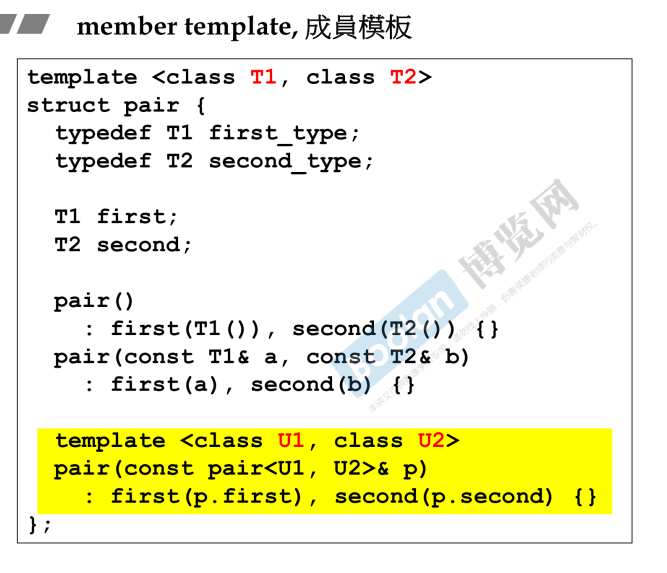 member template, 成員模板
template <class T1, class T2>
struct pair {
typedef T1 first_type;
typedef T2 second_type;
T1 first;
T2 second;
pair()
: first(T1()), second(T2()) {}
pair(const T1& a, const T2& b)
: first(a), second(b) {}
template <class U1, class U2>
pair(const pair<U1, U2>& p)
: first(p.first), second(p.second) {}
};
boolan 博览网